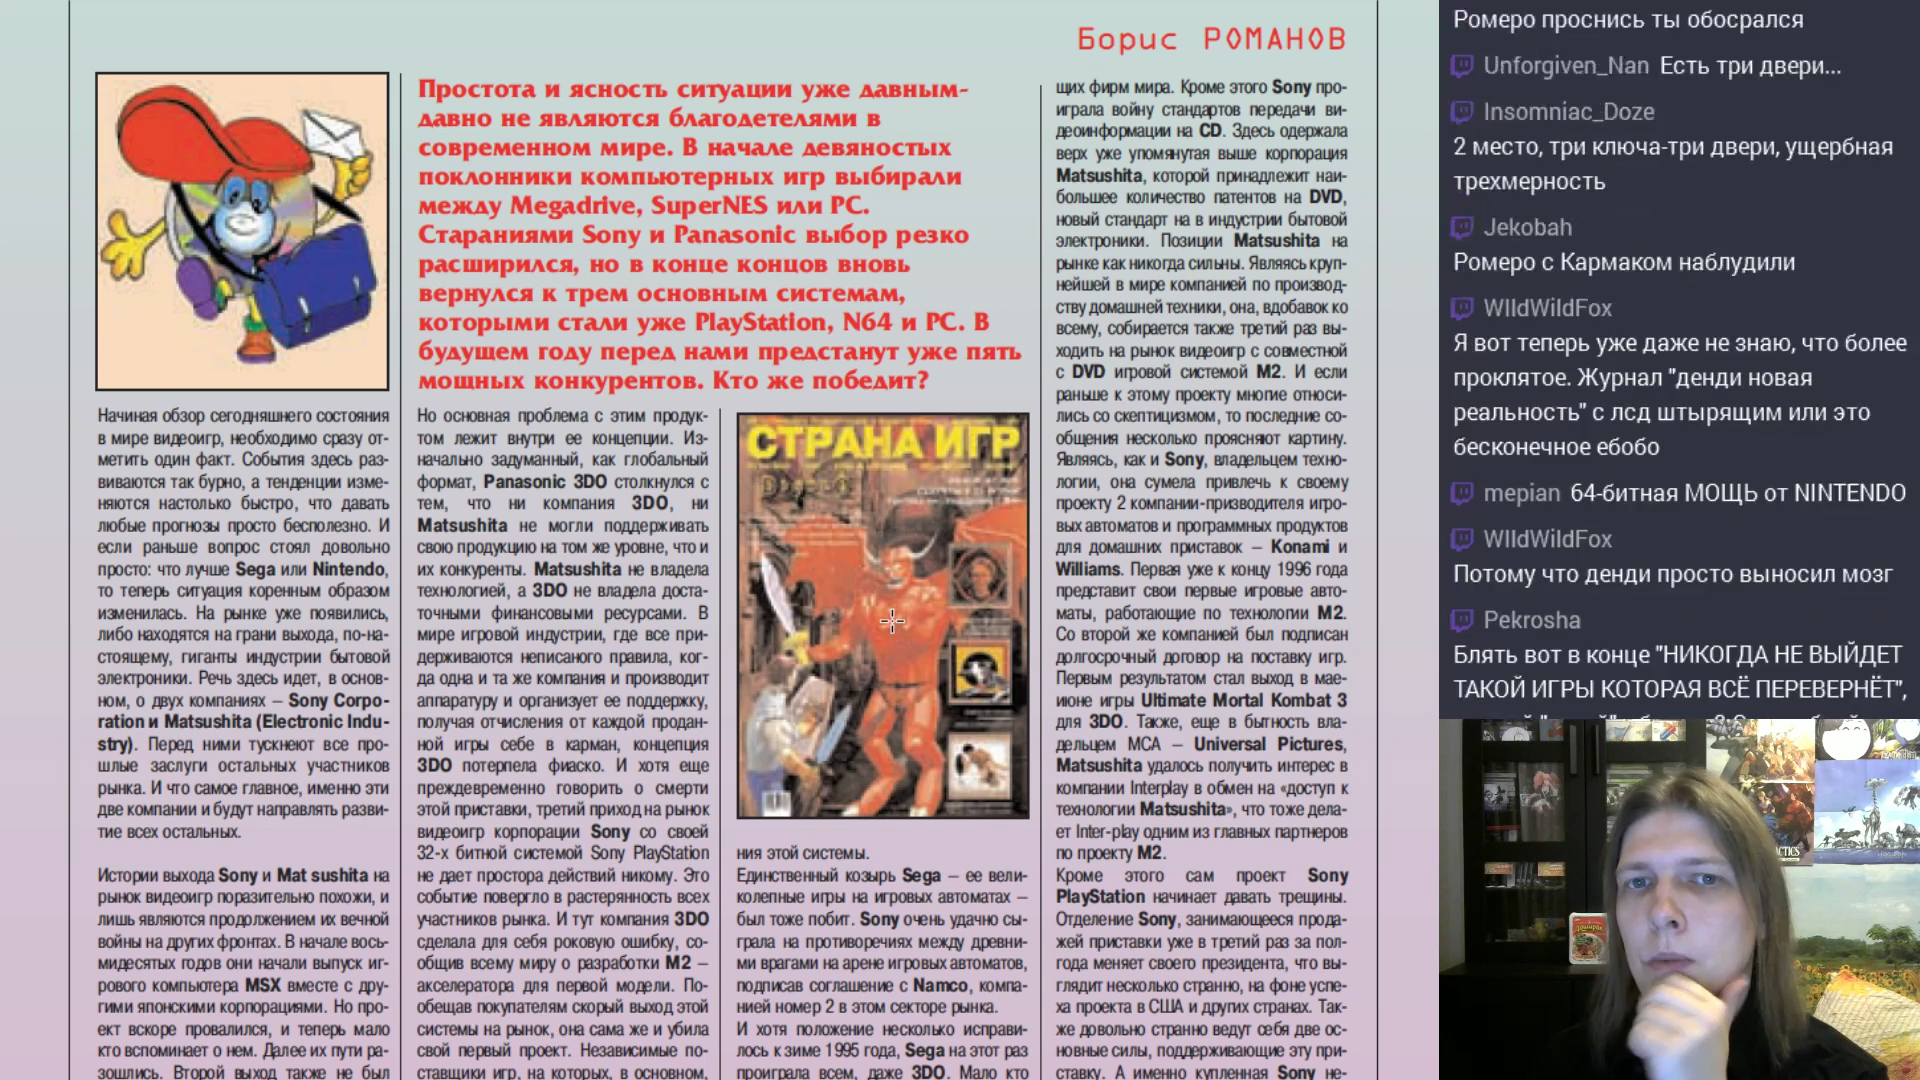 Борис РОМАНОВ
Простота и ясность ситуации уже давным-
давно не являются благодетелями в
современном мире. В начале девяностых
поклонники компьютерных игр выбирали
между Megadrive, SuperNES или PC.
Стараниями Sony и Panasonic выбор резко
расширился, но в конце концов вновь
вернулся к трем основным системам,
которыми стали уже PlayStation, N64 и PC. В
будущем году перед нами предстанут уже пять
мощных конкурентов. Кто же победит?
Начиная обзор сегодняшнего состояния
в мире видеоигр, необходимо сразу от-
метить один факт. События здесь раз-
виваются так бурно, а тенденции изме-
няются настолько быстро, что давать
любые прогнозы просто бесполезно. И
если раньше вопрос стоял довольно
просто: что лучше Sega или Nintendo,
то теперь ситуация коренным образом
изменилась. На рынке уже появились,
либо находятся на грани выхода, по-на-
стоящему, гиганты индустрии бытовой
электроники. Речь здесь идет, в основ-
ном, о двух компаниях – Sony Corpo-
ration и Matsushita (Electronic Indu-
stry). Перед ними тускнеют все про-
шлые заслуги остальных участников
рынка. И что самое главное, именно эти
две компании и будут направлять разви-
тие всех остальных.
Истории выхода Sony и Mat sushita на
рынок видеоигр поразительно похожи, и
лишь являются продолжением их вечной
войны на других фронтах. В начале вось-
мидесятых годов они начали выпуск иг-
рового компьютера MSX вместе с дру-
гими японскими корпорациями. Но про-
ект вскоре провалился, и теперь мало
кто вспоминает о нем. Далее их пути ра-
зошлись. Второй выход также не был
Но основная проблема с этим продук-
том лежит внутри ее концепции. Из-
начально задуманный, как глобальный
формат, Panasonic 3DO столкнулся с
тем, что ни компания 3DO, ни
Matsushita не могли поддерживать
свою продукцию на том же уровне, что и
их конкуренты. Matsushita не владела
технологией, а 3DO не владела доста-
точными финансовыми ресурсами. В
мире игровой индустрии, где все при-
держиваются неписаного правила, ког-
да одна и та же компания и производит
аппаратуру и организует ее поддержку,
получая отчисления от каждой продан-
ной игры себе в карман, концепция
3DO потерпела фиаско. И хотя еще
преждевременно говорить о смерти
этой приставки, третий приход на рынок
видеоигр корпорации Sony со своей
32-х битной системой Sony PlayStation
не дает простора действий никому. Это
событие повергло в растерянность всех
участников рынка. И тут компания 3DO
сделала для себя роковую ошибку, со-
общив всему миру о разработки M2 –
акселератора для первой модели. По-
обещав покупателям скорый выход этой
системы на рынок, она сама же и убила
свой первый проект. Независимые по-
ставщики игр, на которых, в основном,
СТРАНА ИГР
ния этой системы.
Единственный козырь Sega – ее вели-
колепные игры на игровых автоматах –
был тоже побит. Sony очень удачно сы-
грала на противоречиях между древни-
ми врагами на арене игровых автоматов,
подписав соглашение с Namco, компа-
нией номер 2 в этом секторе рынка.
И хотя положение несколько исправи-
лось к зиме 1995 года, Sega на этот раз
проиграла всем, даже 3DO. Мало кто
щих фирм мира. Кроме этого Sony про-
играла войну стандартов передачи ви-
деоинформации на CD. Здесь одержала
верх уже упомянутая выше корпорация
Matsushita, которой принадлежит наи-
большее количество патентов на DVD,
новый стандарт на в индустрии бытовой
электроники. Позиции Matsushita на
рынке как никогда сильны. Являясь круп-
нейшей в мире компанией по производ-
ству домашней техники, она, вдобавок ко
всему, собирается также третий раз вы-
ходить на рынок видеоигр с совместной
с DVD игровой системой M2. И если
раньше к этому проекту многие относи-
лись со скептицизмом, то последние со-
общения несколько проясняют картину.
Являясь, как и Sony, владельцем техно-
логии, она сумела привлечь к своему
проекту 2 компании-призводителя игро-
вых автоматов и программных продуктов
для домашних приставок – Konami и
Williams. Первая уже к концу 1996 года
представит свои первые игровые авто-
маты, работающие по технологии M2.
Со второй же компанией был подписан
долгосрочный договор на поставку игр.
Первым результатом стал выход в мае-
июне игры Ultimate Mortal Kombat 3
для 3DO. Также, еще в бытность вла-
дельцем MCA – Universal Pictures,
Matsushita удалось получить интерес в
компании Interplay в обмен на «доступ к
технологии Matsushita», что тоже дела-
ет Inter-play одним из главных партнеров
по проекту M2.
Кроме этого сам проект Sony
PlayStation начинает давать трещины.
Отделение Sony, занимающееся прода-
жей приставки уже в третий раз за пол-
года меняет своего президента, что вы-
глядит несколько странно, на фоне успе-
ха проекта в США и других странах. Так-
же довольно странно ведут себя две ос-
новные силы, поддерживающие эту при-
ставку. А именно купленная Sony не-
Ромеро проснись ты обосрался
Unforgiven_Nan Есть три двери...
Insomniac_Doze
2 место, три ключа-три двери, ущербная
трехмерность
Jekobah
Ромеро с Кармаком наблудили
WIldWildFox
Я вот теперь уже даже не знаю, что более
проклятое. Журнал "денди новая
реальность" с лсд штырящим или это
бесконечное ебобо
mepian 64-битная МОЩЬ от NINTENDO
WIldWildFox
Потому что денди просто выносил мозг
Pekrosha
Блять вот в конце "НИКОГДА НЕ ВЫЙДЕТ
ТАКОЙ ИГРЫ КОТОРАЯ ВСЁ ПЕРЕВЕРНЁТ",